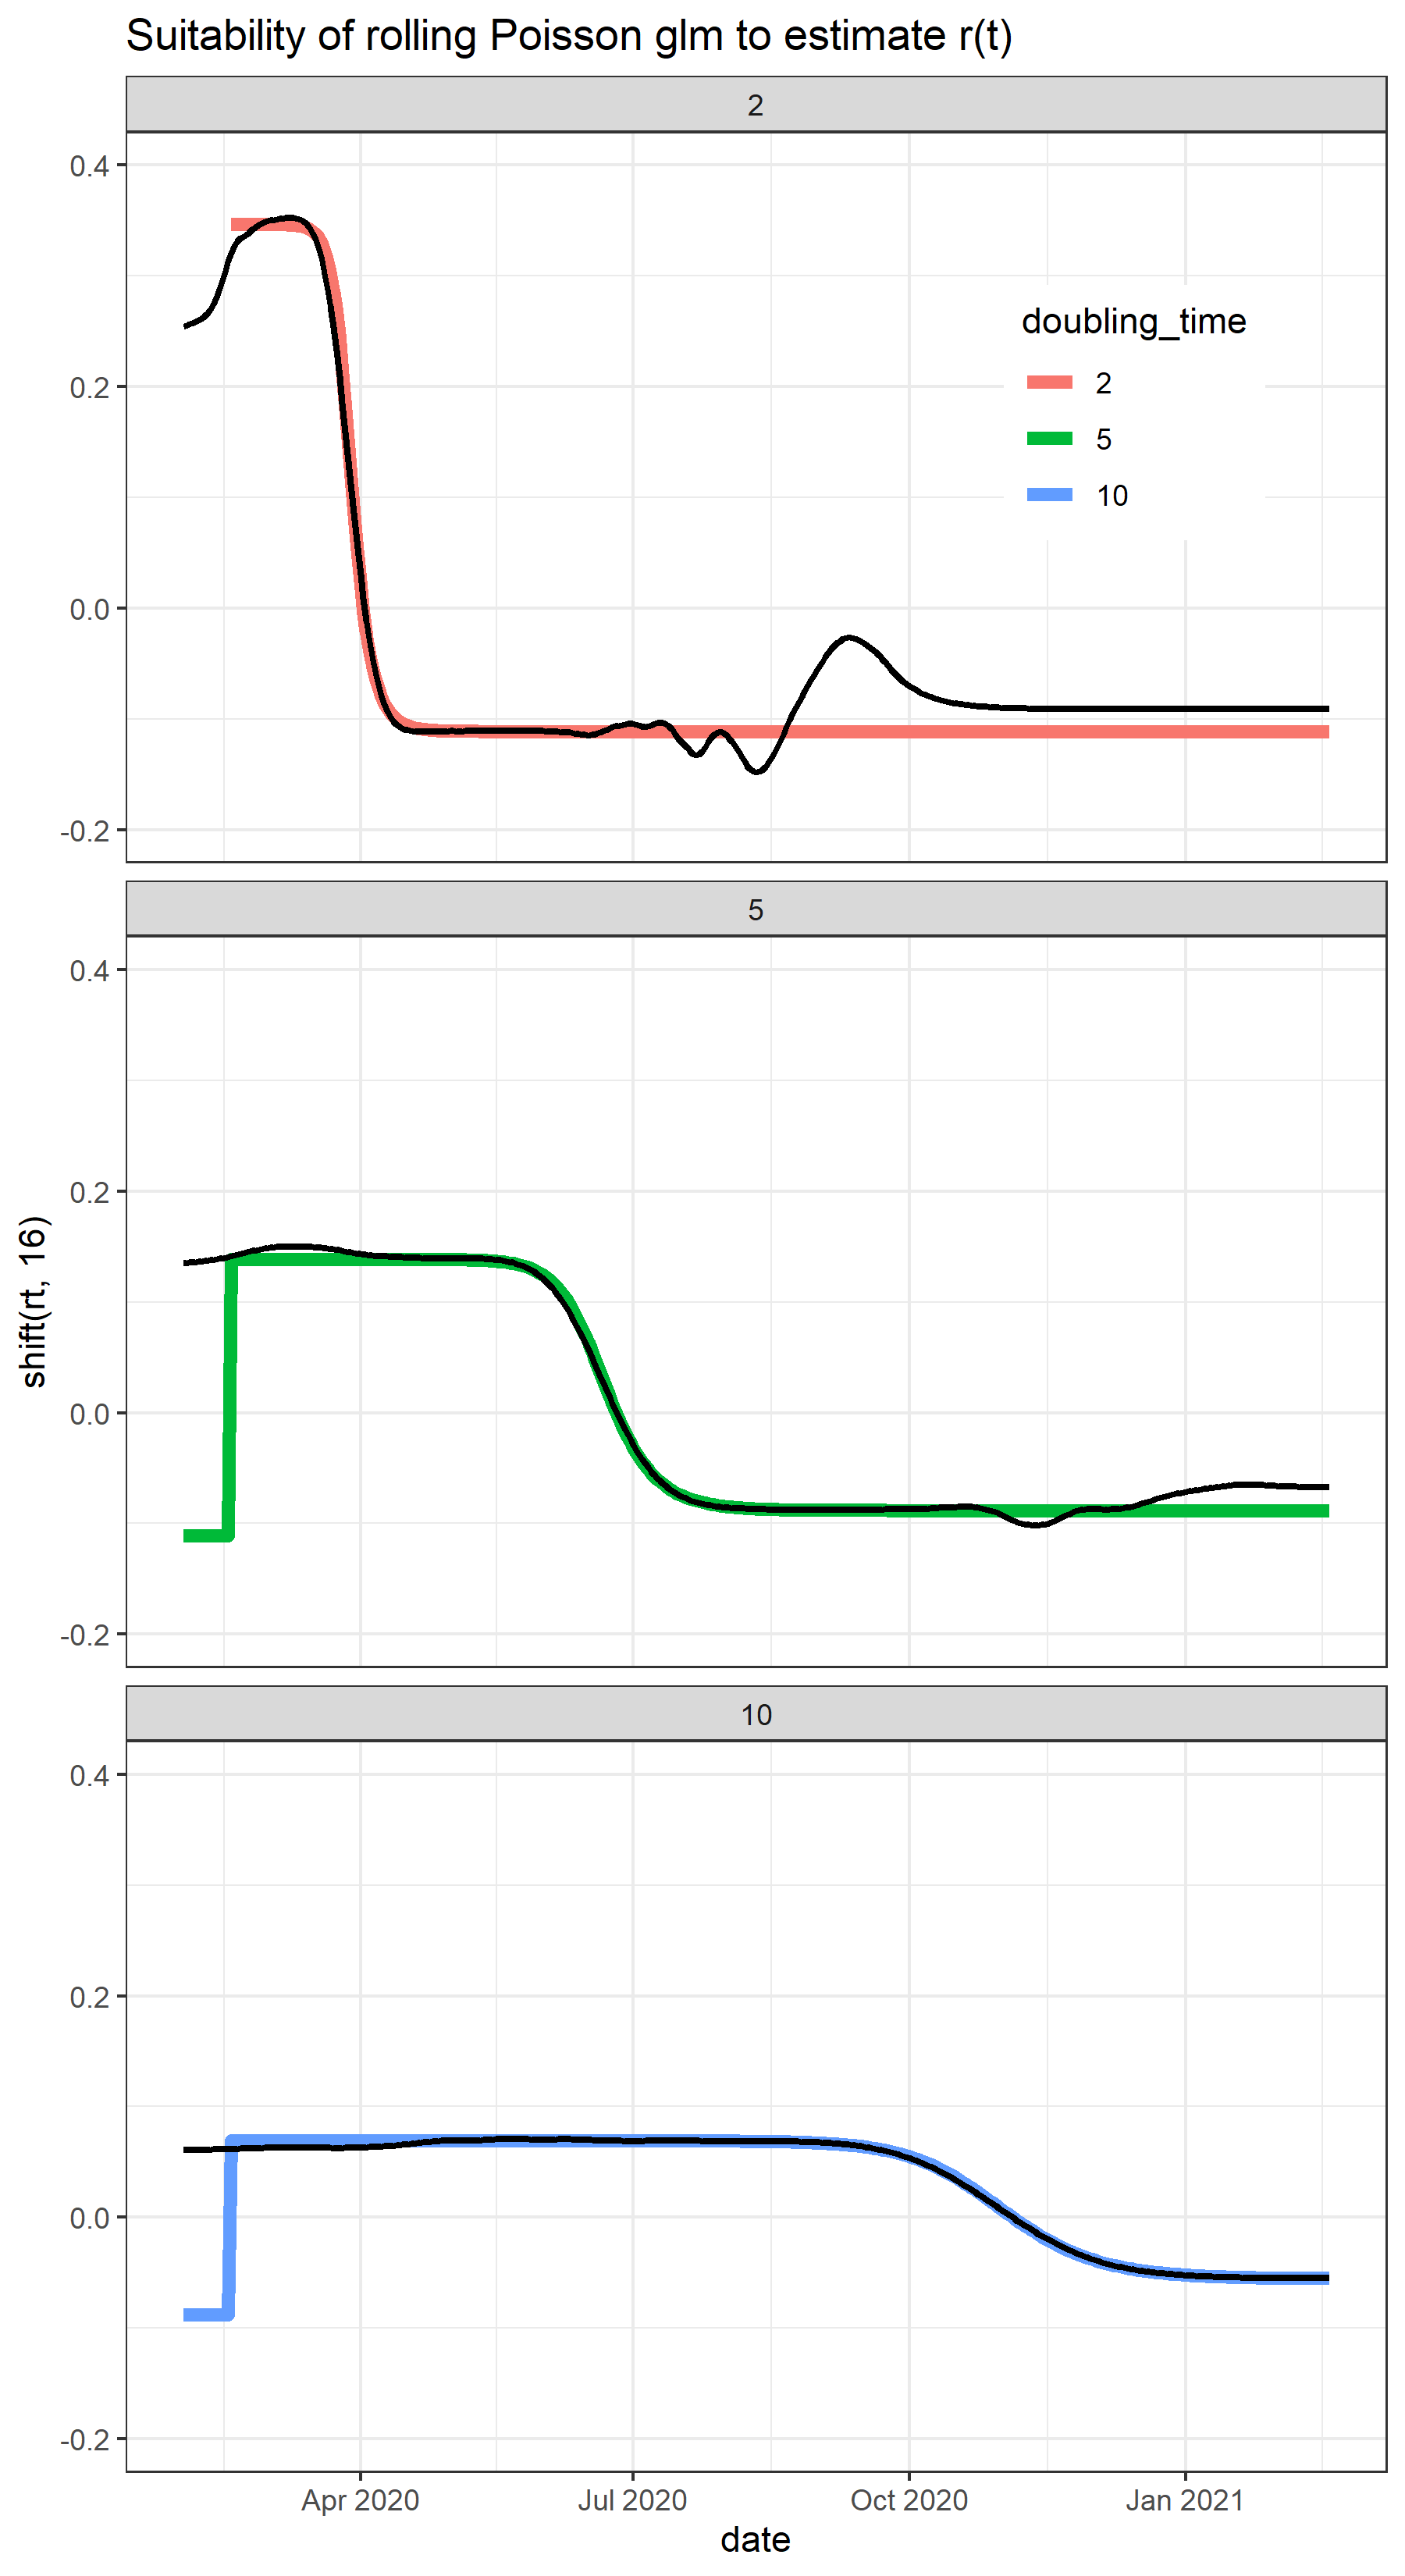 Suitability of rolling Poisson glm to estimate r(t)
2
0.4
0.2
0.0
-0.2
doubling_time
2
5
10
5
0.4
0.2
0.0
-0.2
shift(rt, 16)
10
0.4
0.2
0.0
-0.2
Apr 2020
Jul 2020
Oct 2020
Jan 2021
date